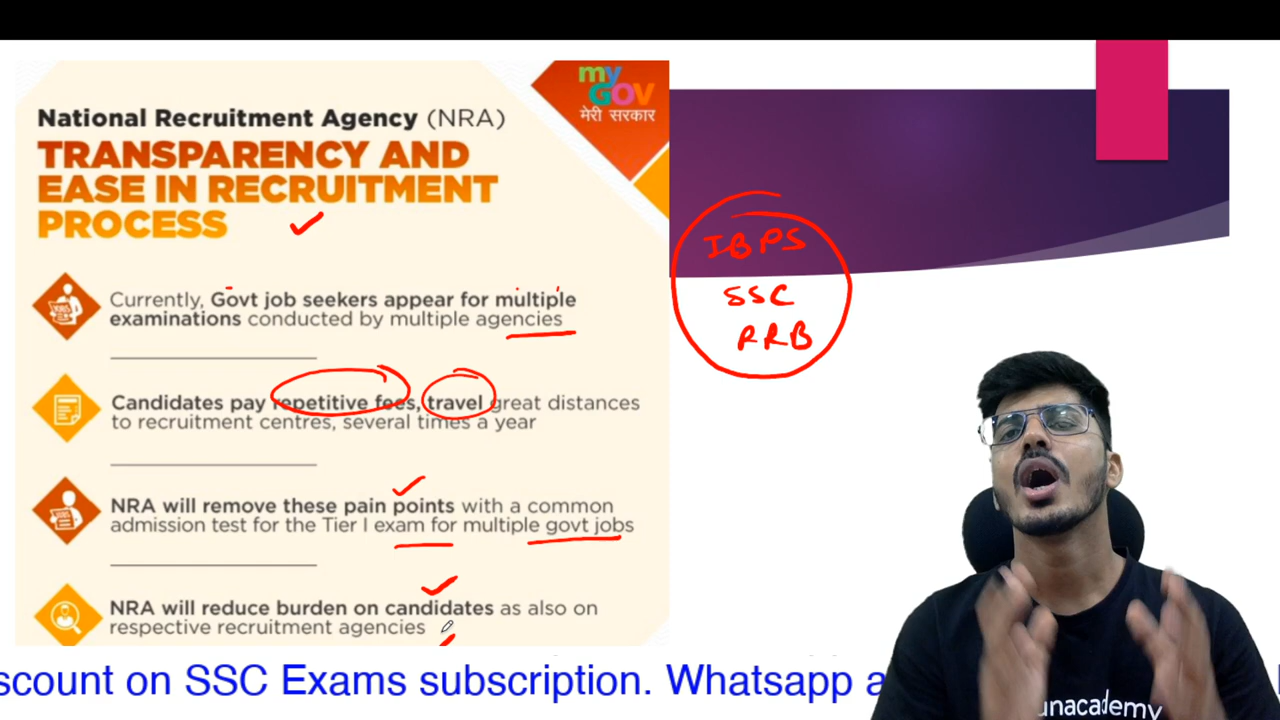 my
GOV
मेरी सरकार
National Recruitment Agency (NRA)
TRANSPARENCY AND
EASE IN RECRUITMENT
PROCESS
Currently, Govt job seekers appear for multiple
examinations conducted by multiple agencies
Candidates pay repetitive fees, travel great distances
to recruitment centres, several times a year
NRA will remove these pain points with a common
admission test for the Tier I exam for multiple govt jobs
NRA will reduce burden on candidates as also on
respective recruitment agencies
IBPS
SSC
RRB
unacademy
scount on SSC Exams subscription. Whatsapp a